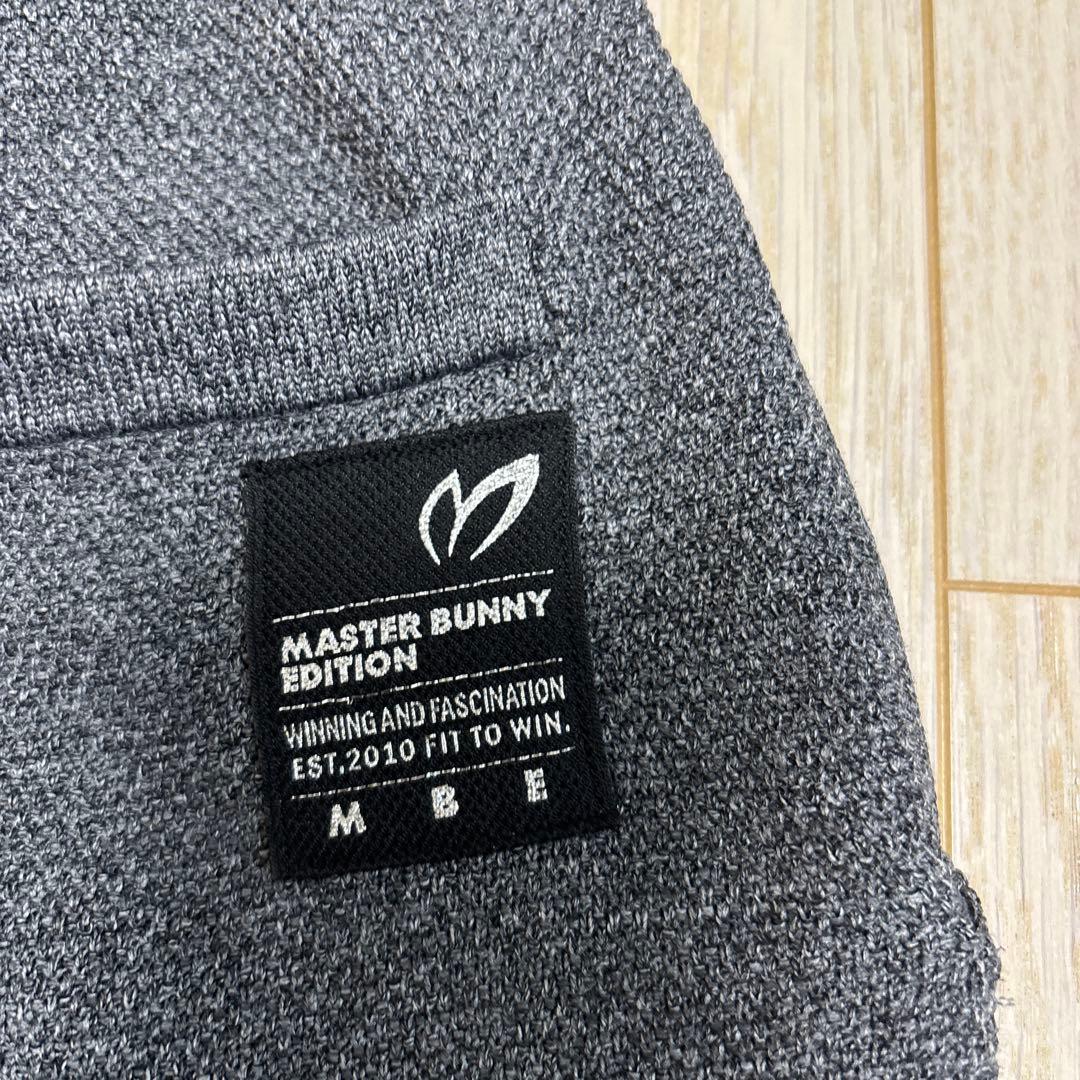 MASTER BUNNY
EDITION
WINNING AND FASCINATION
EST.2010 FIT TO WIN.
M B E